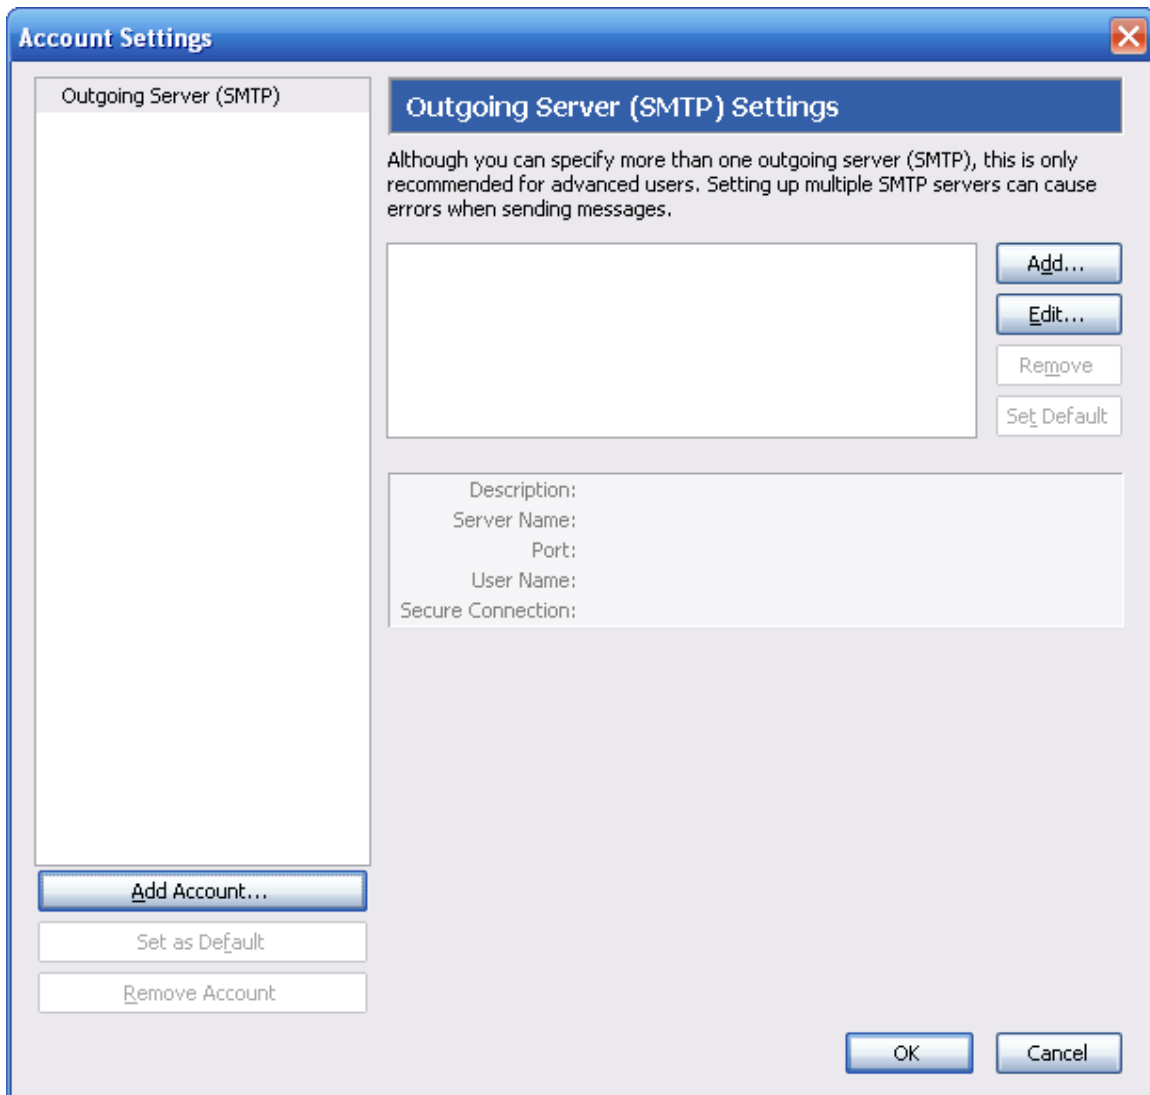 Account Settings
Outgoing Server (SMTP)
Outgoing Server (SMTP) Settings
Although you can specify more than one outgoing server (SMTP), this is only
recommended for advanced users. Setting up multiple SMTP servers can cause
errors when sending messages.
Add...
Edit...
Remove
Set Default
Description:
Server Name:
Port:
User Name:
Secure Connection:
Add Account...
Set as Default
Remove Account
OK
Cancel